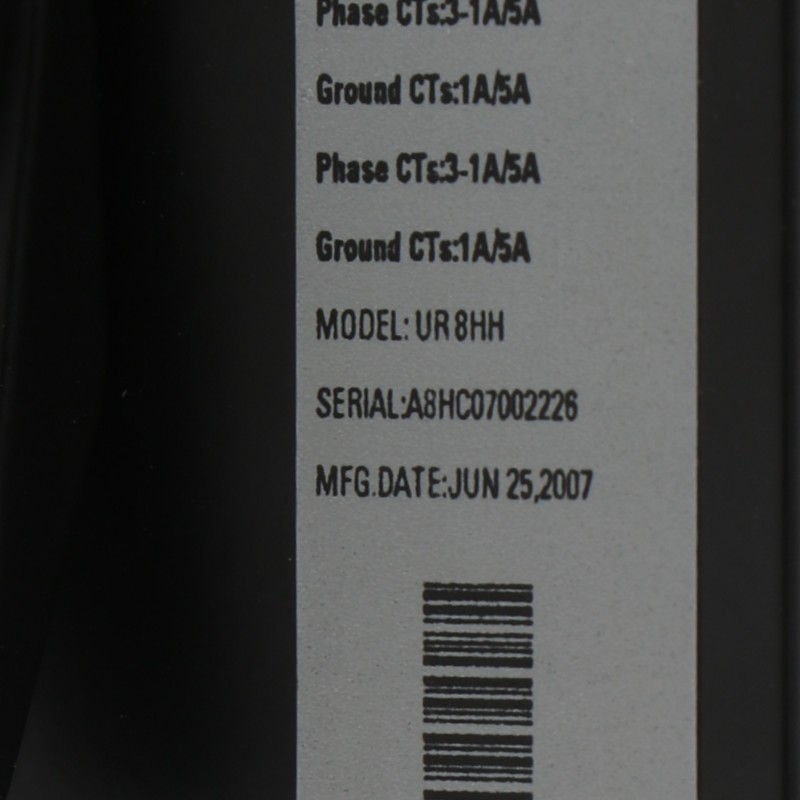 Phase CTs:3-1A/5A
Ground CTs:1A/5A
Phase CTs:3-1A/5A
Ground CTs:1A/5A
MODEL: UR 8HH
SERIAL:A8HC07002226
MFG.DATE:JUN 25,2007